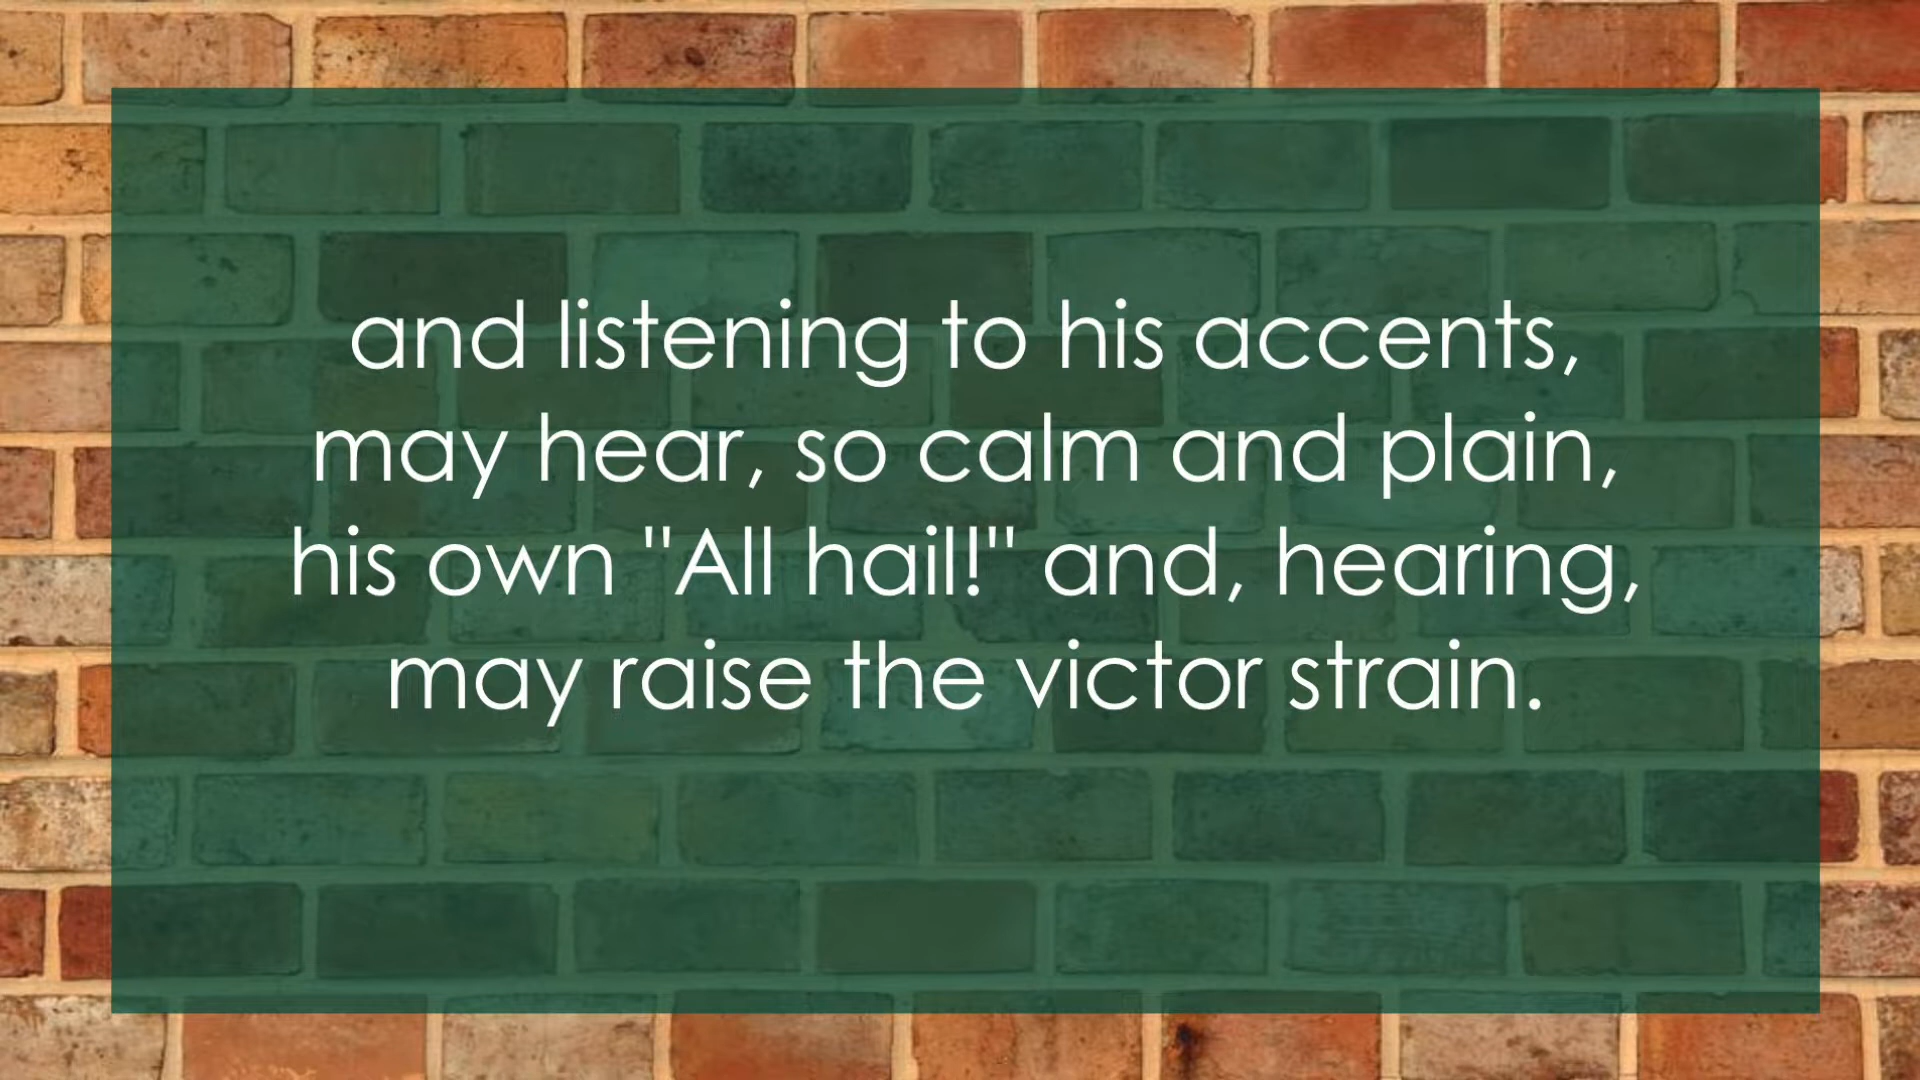 and listening to his accents,
may hear, so calm and plain,
his own "All hail!" and, hearing,
may raise the victor strain.